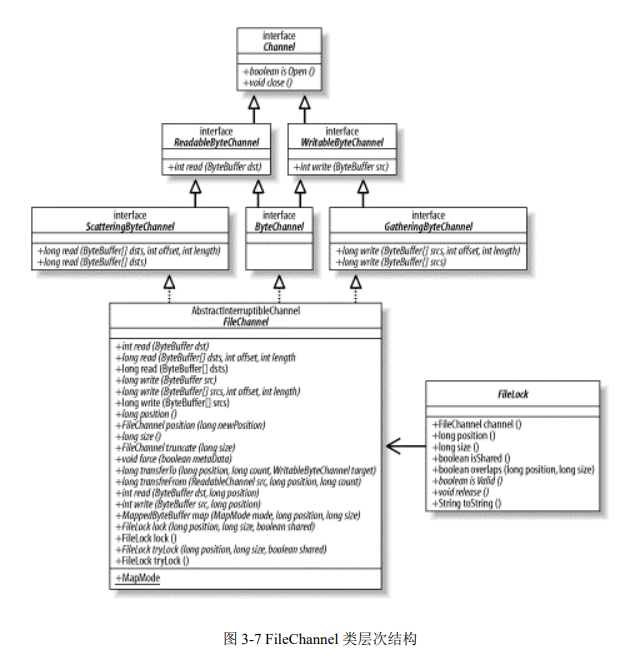 interface
Channel
+boolean is Open ()
+void close ()
interface
ReadableByteChannel
+int read (ByteBuffer dst)
interface
WritableByteChannel
+int write (ByteBuffer src)
interface
ScatteringByteChannel
+long read (ByteBuffer[] dsts, int offset, int length)
+long read (ByteBuffer[] dsts)
interface
ByteChannel
interface
GatheringByteChannel
+long write (ByteBuffer[] srcs, int offset, int length)
+long write (ByteBuffer[] srcs)
AbstractInterruptibleChannel
FileChannel
+int read (ByteBuffer dst)
+long read (ByteBuffer[] dsts, int offset, int length
+long read (ByteBuffer[] dsts)
+long write (ByteBuffer src)
+long write (ByteBuffer[] srcs, int offset, int length)
+long write (ByteBuffer[] srcs)
+long position ()
+FileChannel position (long newPosition)
+long size ()
+FileChannel truncate (long size)
+void force (boolean metaData)
+long transferTo (long position, long count, WritableByteChannel target)
+long transfreFrom (ReadableChannel src, long position, long count)
+int read (ByteBuffer dst, long position)
+int write (ByteBuffer src, long position)
+MappedByteBuffer map (MapMode mode, long position, long size)
+FileLock lock (long position, long size, boolean shared)
+FileLock lock ()
+FileLock tryLock (long position, long size, boolean shared)
+FileLock tryLock ()
+MapMode
FileLock
+FileChannel channel ()
+long position ()
+long size ()
+boolean isShared ()
+boolean overlaps (long position, long size)
+boolean is Valid ()
+void release ()
+String toString ()
图 3-7 FileChannel 类层次结构